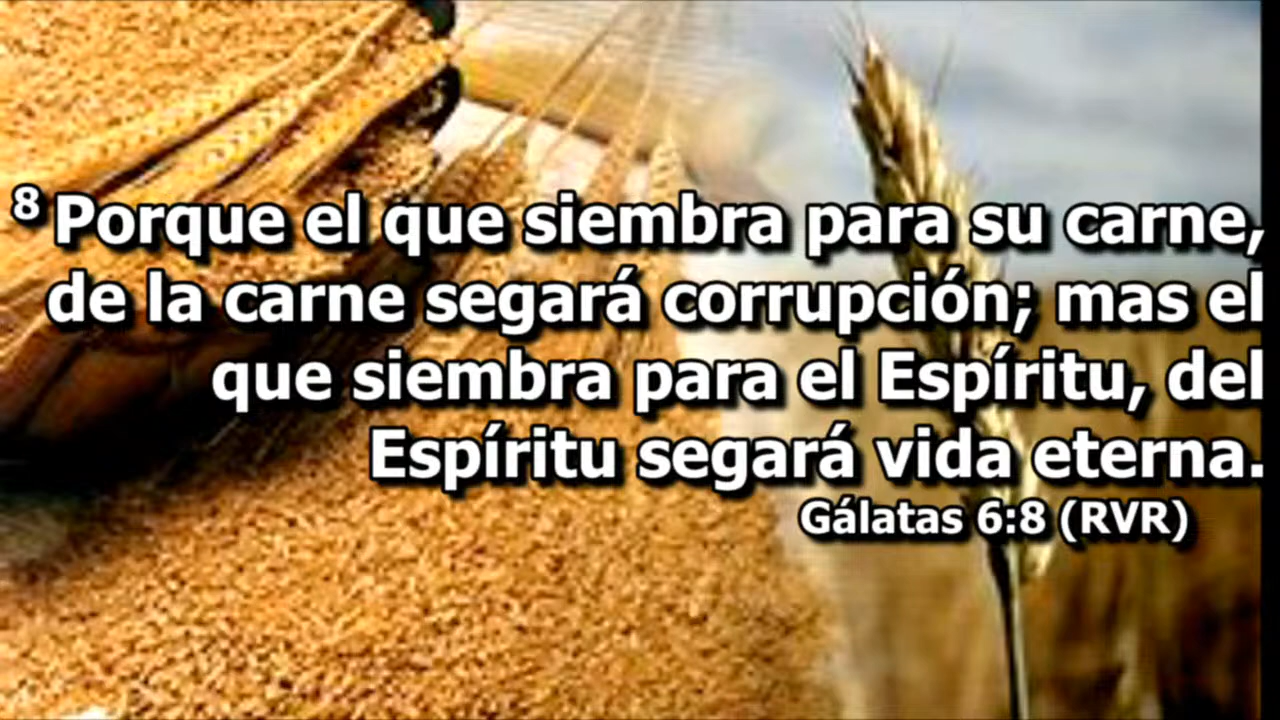 8 Porque el que siembra para su carne,
de la carne segará corrupción; mas el
que siembra para el Espíritu, del
Espíritu segará vida eterna.
Gálatas 6:8 (RVR)